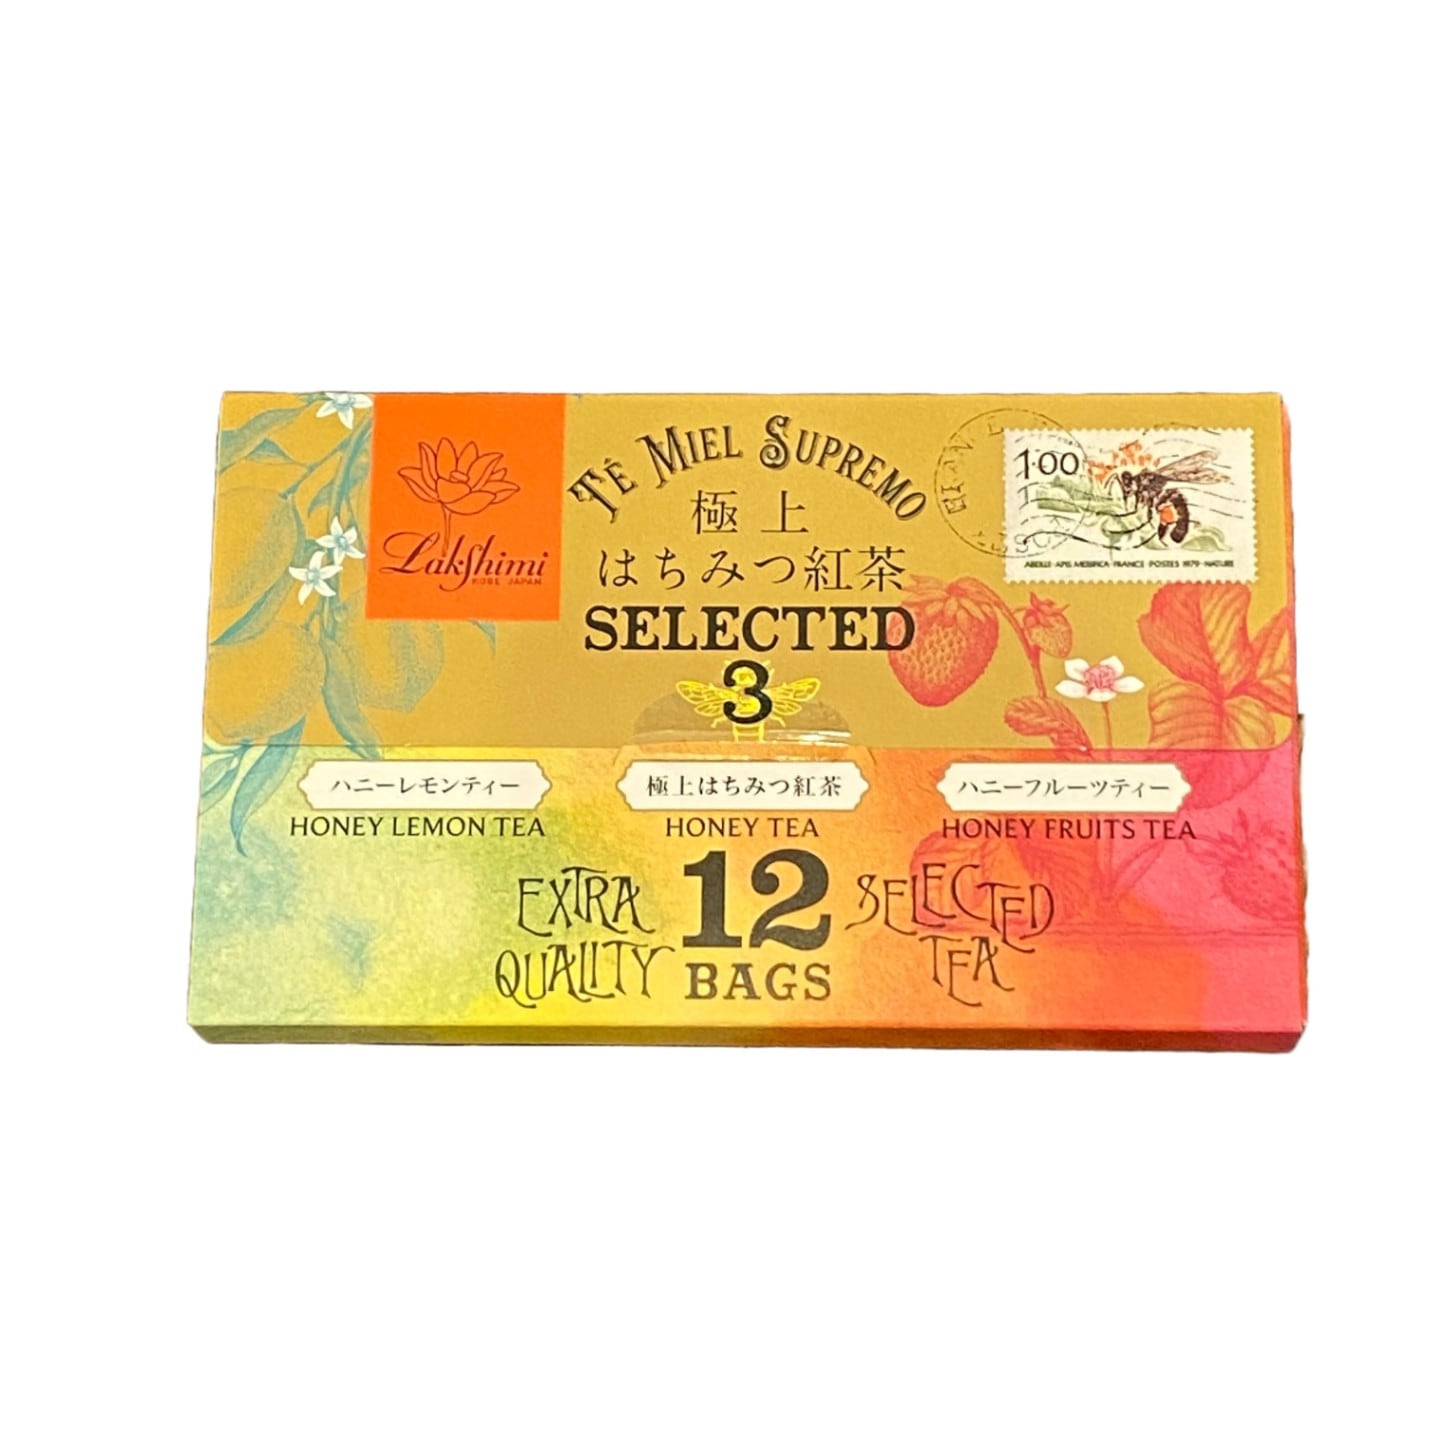 Lakshimi
KOBE JAPAN
TÉ MIEL SUPREMO
極上
はちみつ紅茶
SELECTED
3
1.00
ABEILLE·APIS MELLIFICA·FRANCE·POSTES 1979·NATURE
ハニーレモンティー
HONEY LEMON TEA
極上はちみつ紅茶
HONEY TEA
ハニーフルーツティー
HONEY FRUITS TEA
EXTRA
QUALITY
12
BAGS
SELECTED
TEA